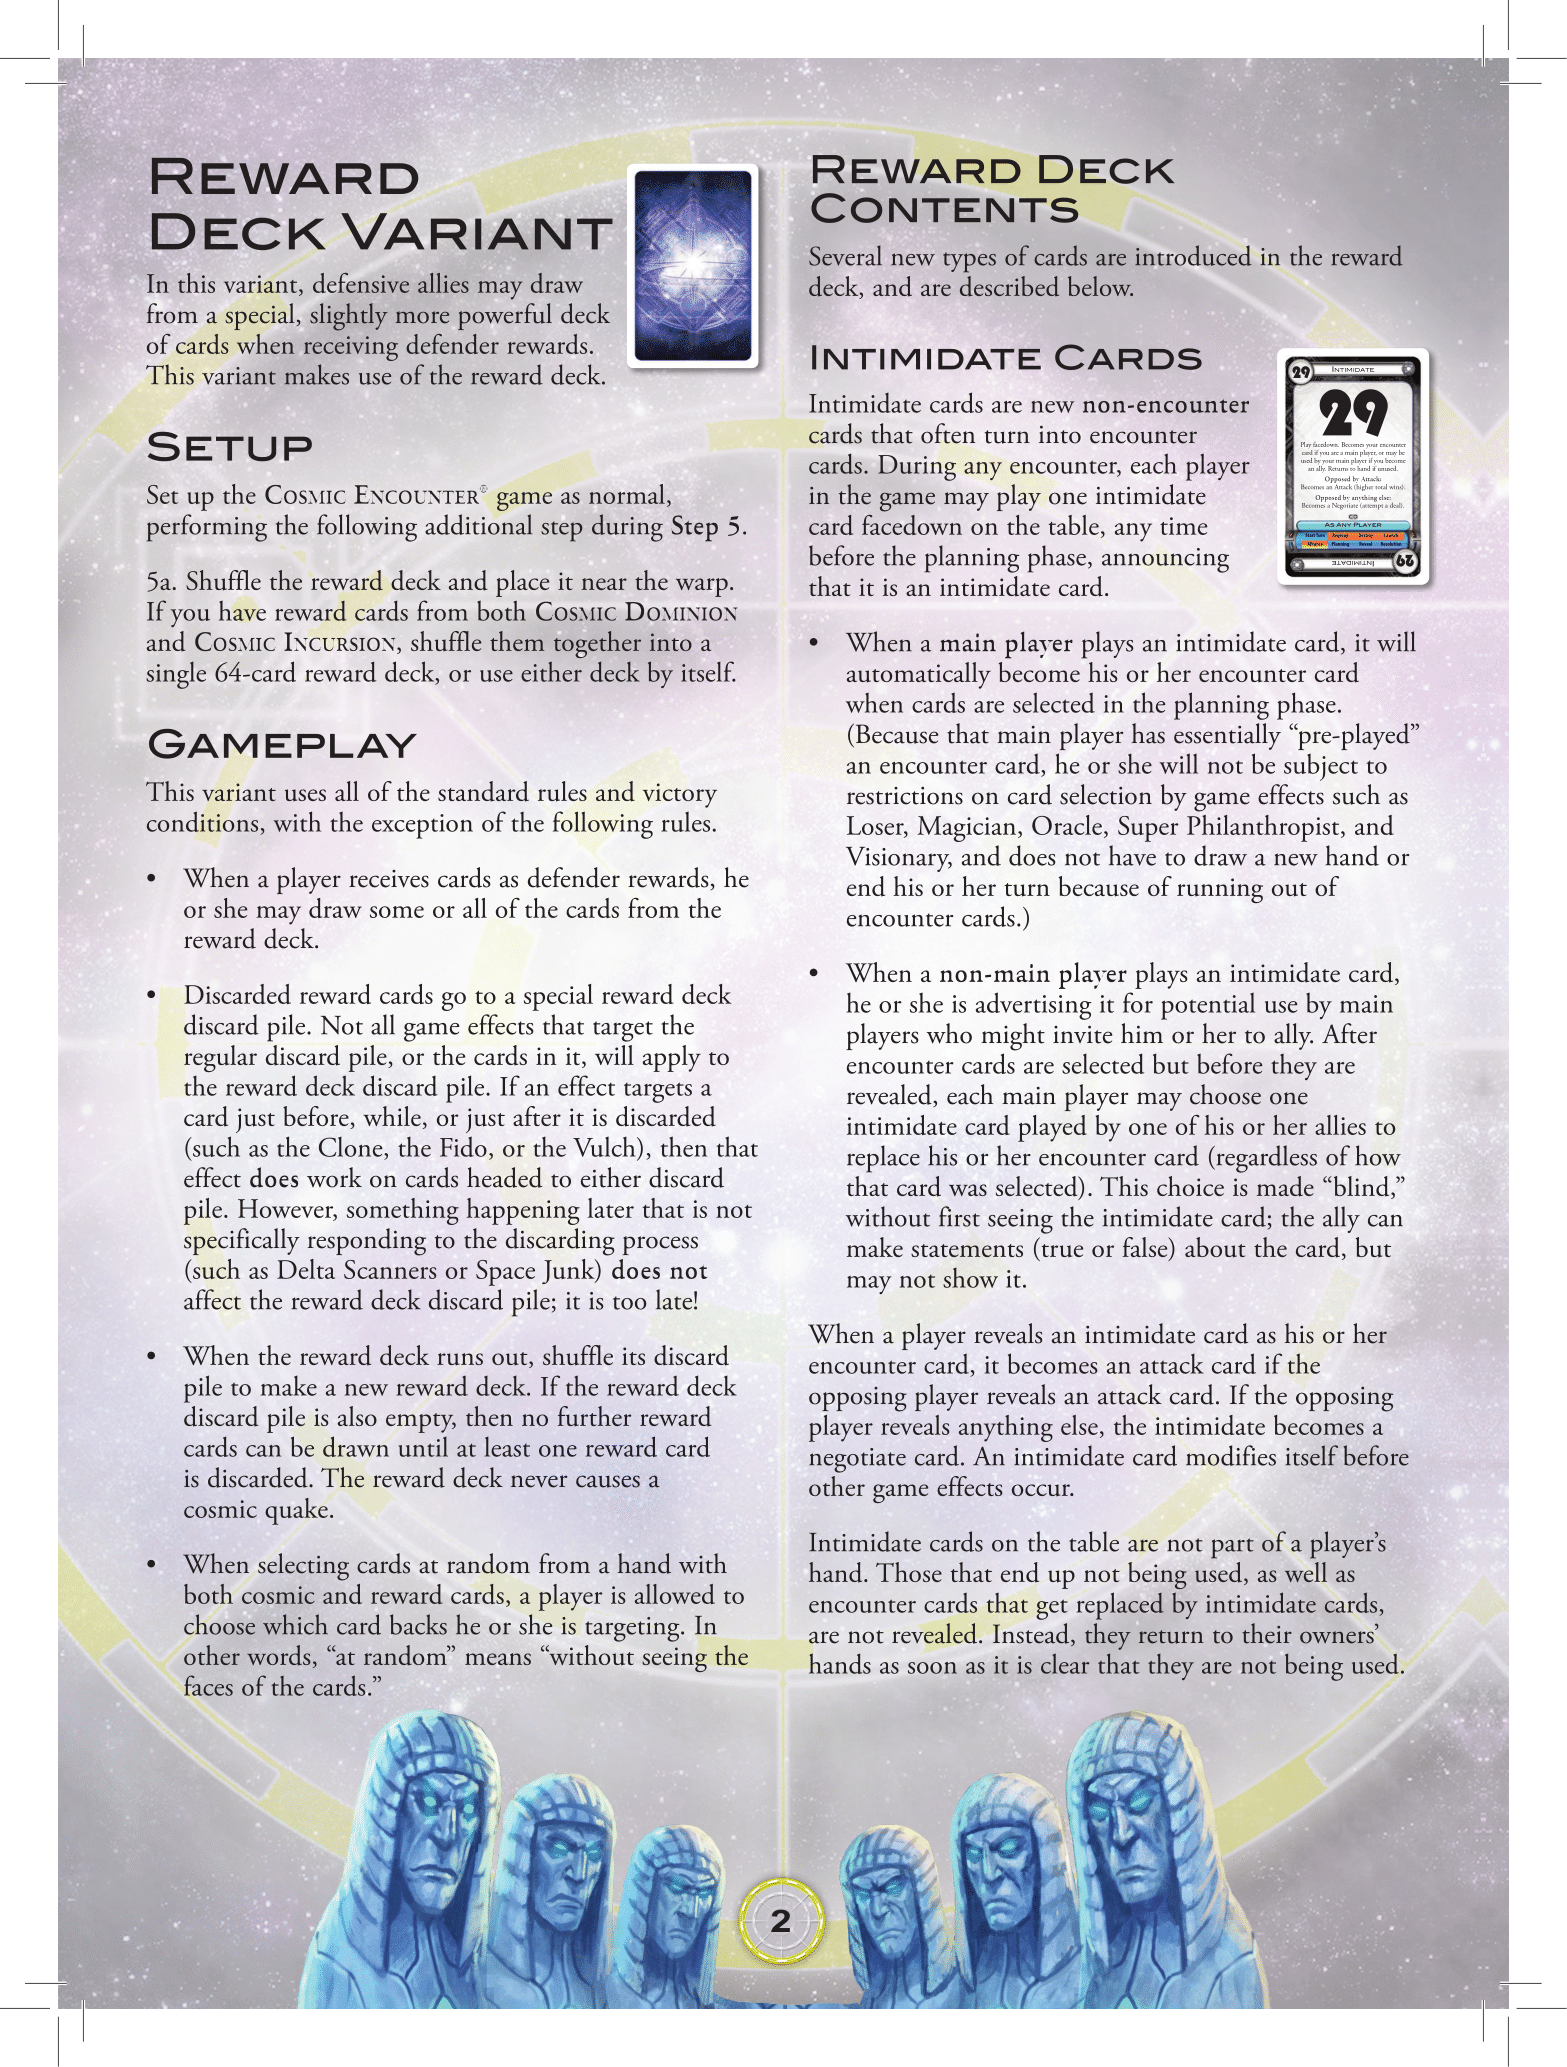 Reward
Deck Variant
In this variant, defensive allies may draw
from a special, slightly more powerful deck
of cards when receiving defender rewards.
This variant makes use of the reward deck.
Setup
Set up the Cosmic Encounter® game as normal,
performing the following additional step during Step 5.
5a. Shuffle the reward deck and place it near the warp.
If you have reward cards from both Cosmic Dominion
and Cosmic Incursion, shuffle them together into a
single 64-card reward deck, or use either deck by itself.
Gameplay
This variant uses all of the standard rules and victory
conditions, with the exception of the following rules.
• When a player receives cards as defender rewards, he
or she may draw some or all of the cards from the
reward deck.
• Discarded reward cards go to a special reward deck
discard pile. Not all game effects that target the
regular discard pile, or the cards in it, will apply to
the reward deck discard pile. If an effect targets a
card just before, while, or just after it is discarded
(such as the Clone, the Fido, or the Vulch), then that
effect does work on cards headed to either discard
pile. However, something happening later that is not
specifically responding to the discarding process
(such as Delta Scanners or Space Junk) does not
affect the reward deck discard pile; it is too late!
• When the reward deck runs out, shuffle its discard
pile to make a new reward deck. If the reward deck
discard pile is also empty, then no further reward
cards can be drawn until at least one reward card
is discarded. The reward deck never causes a
cosmic quake.
• When selecting cards at random from a hand with
both cosmic and reward cards, a player is allowed to
choose which card backs he or she is targeting. In
other words, “at random” means “without seeing the
faces of the cards.”
Reward Deck
Contents
Several new types of cards are introduced in the reward
deck, and are described below.
Intimidate Cards
Intimidate cards are new non-encounter
cards that often turn into encounter
cards. During any encounter, each player
in the game may play one intimidate
card facedown on the table, any time
before the planning phase, announcing
that it is an intimidate card.
29 Intimidate
29
Play facedown. Becomes your encounter
card if you are a main player, or may be
used by your main player if you become
an ally. Returns to hand if unused.
Opposed by Attack:
Becomes an Attack (higher total wins).
Opposed by anything else:
Becomes a Negotiate (attempt a deal).
As Any Player
Start Turn Regroup Destiny Launch
Alliance Planning Reveal Resolution
29 Intimidate
• When a main player plays an intimidate card, it will
automatically become his or her encounter card
when cards are selected in the planning phase.
(Because that main player has essentially “pre-played”
an encounter card, he or she will not be subject to
restrictions on card selection by game effects such as
Loser, Magician, Oracle, Super Philanthropist, and
Visionary, and does not have to draw a new hand or
end his or her turn because of running out of
encounter cards.)
• When a non-main player plays an intimidate card,
he or she is advertising it for potential use by main
players who might invite him or her to ally. After
encounter cards are selected but before they are
revealed, each main player may choose one
intimidate card played by one of his or her allies to
replace his or her encounter card (regardless of how
that card was selected). This choice is made “blind,”
without first seeing the intimidate card; the ally can
make statements (true or false) about the card, but
may not show it.
When a player reveals an intimidate card as his or her
encounter card, it becomes an attack card if the
opposing player reveals an attack card. If the opposing
player reveals anything else, the intimidate becomes a
negotiate card. An intimidate card modifies itself before
other game effects occur.
Intimidate cards on the table are not part of a player’s
hand. Those that end up not being used, as well as
encounter cards that get replaced by intimidate cards,
are not revealed. Instead, they return to their owners’
hands as soon as it is clear that they are not being used.
2